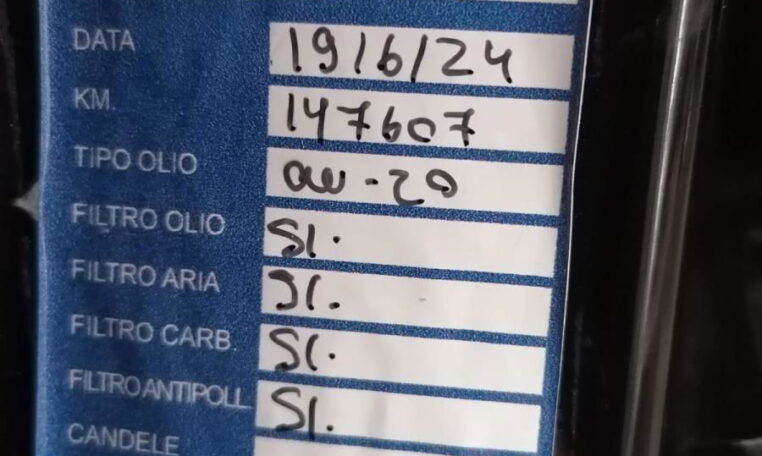 DATA 19/6/24
KM. 147607
TIPO OLIO 0W-20
FILTRO OLIO SI.
FILTRO ARIA SI.
FILTRO CARB. SI.
FILTRO ANTIPOLL. SI.
CANDELE